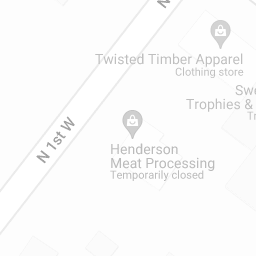 Twisted Timber Apparel
Clothing store
Trophies &
N 1st W
Henderson
Meat Processing
Temporarily closed